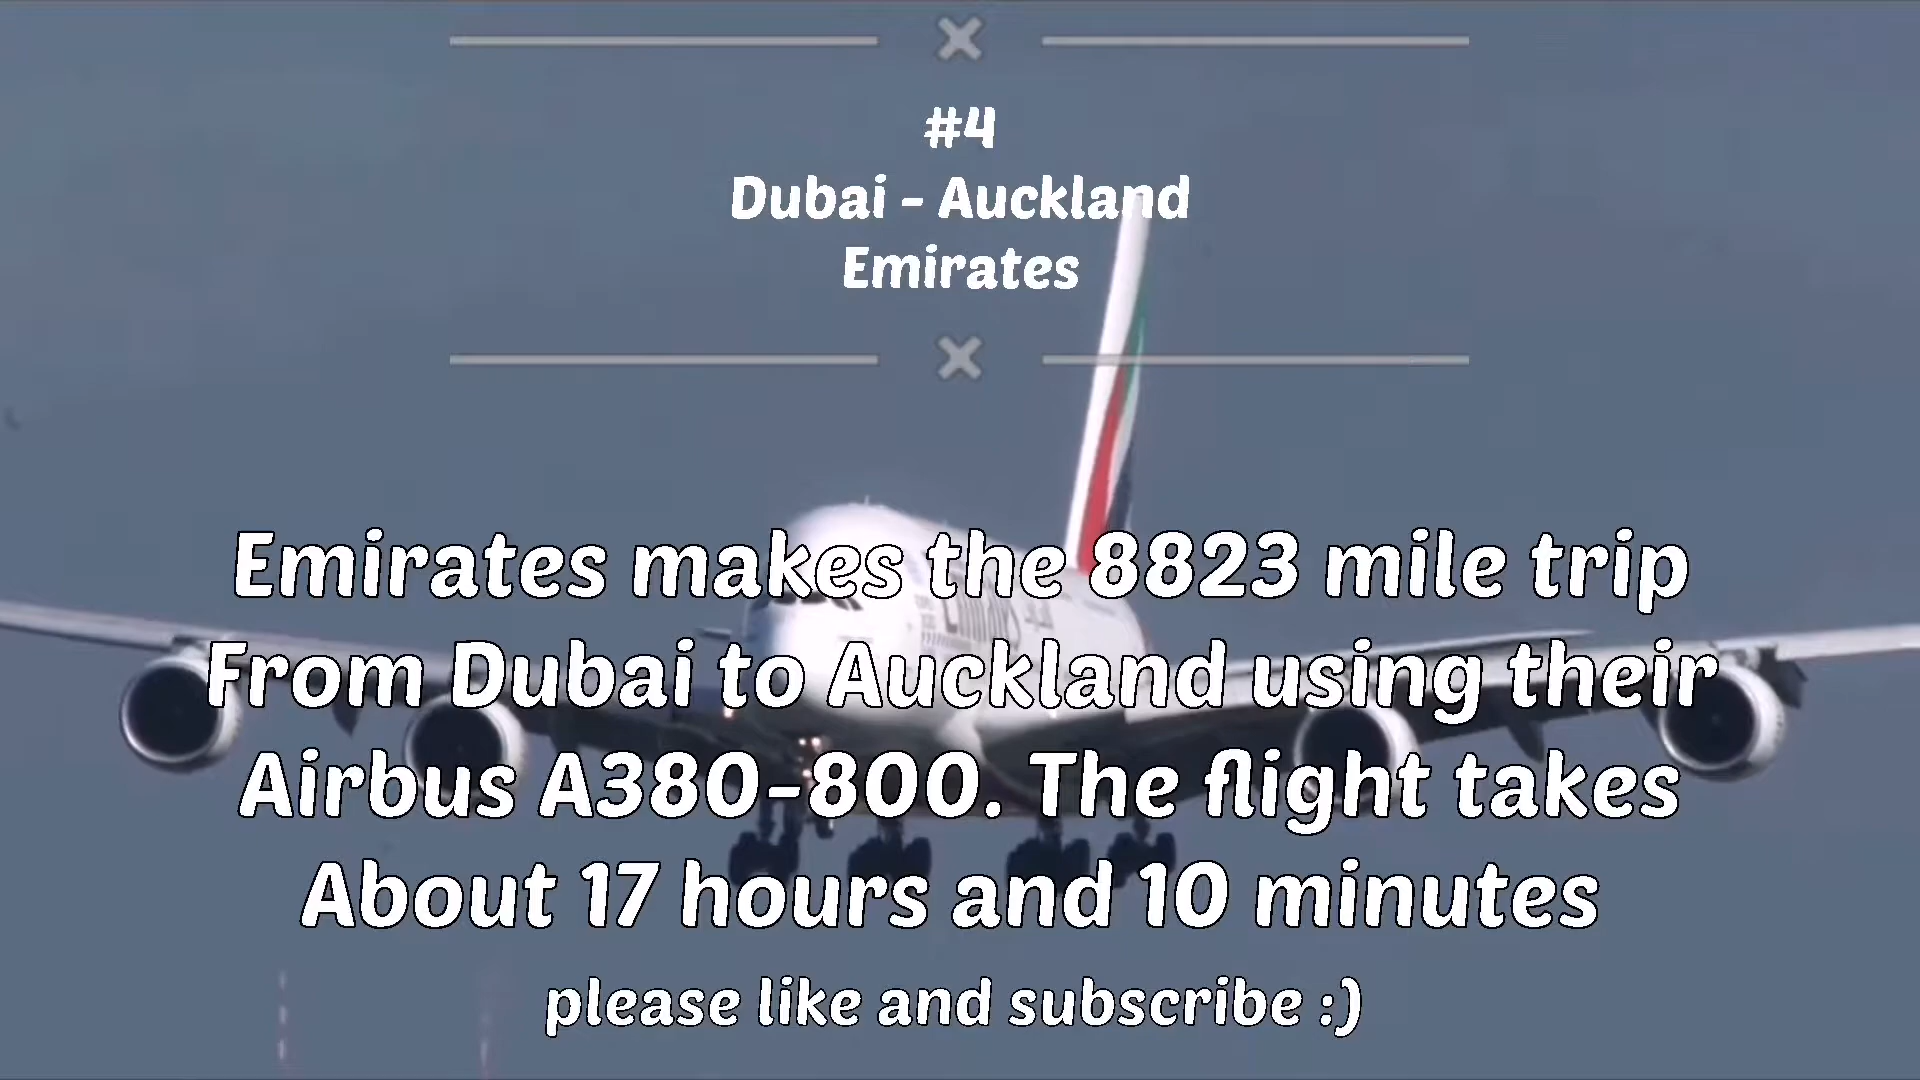 #4
Dubai - Auckland
Emirates
Emirates makes the 8823 mile trip
From Dubai to Auckland using their
Airbus A380-800. The flight takes
About 17 hours and 10 minutes
please like and subscribe :)